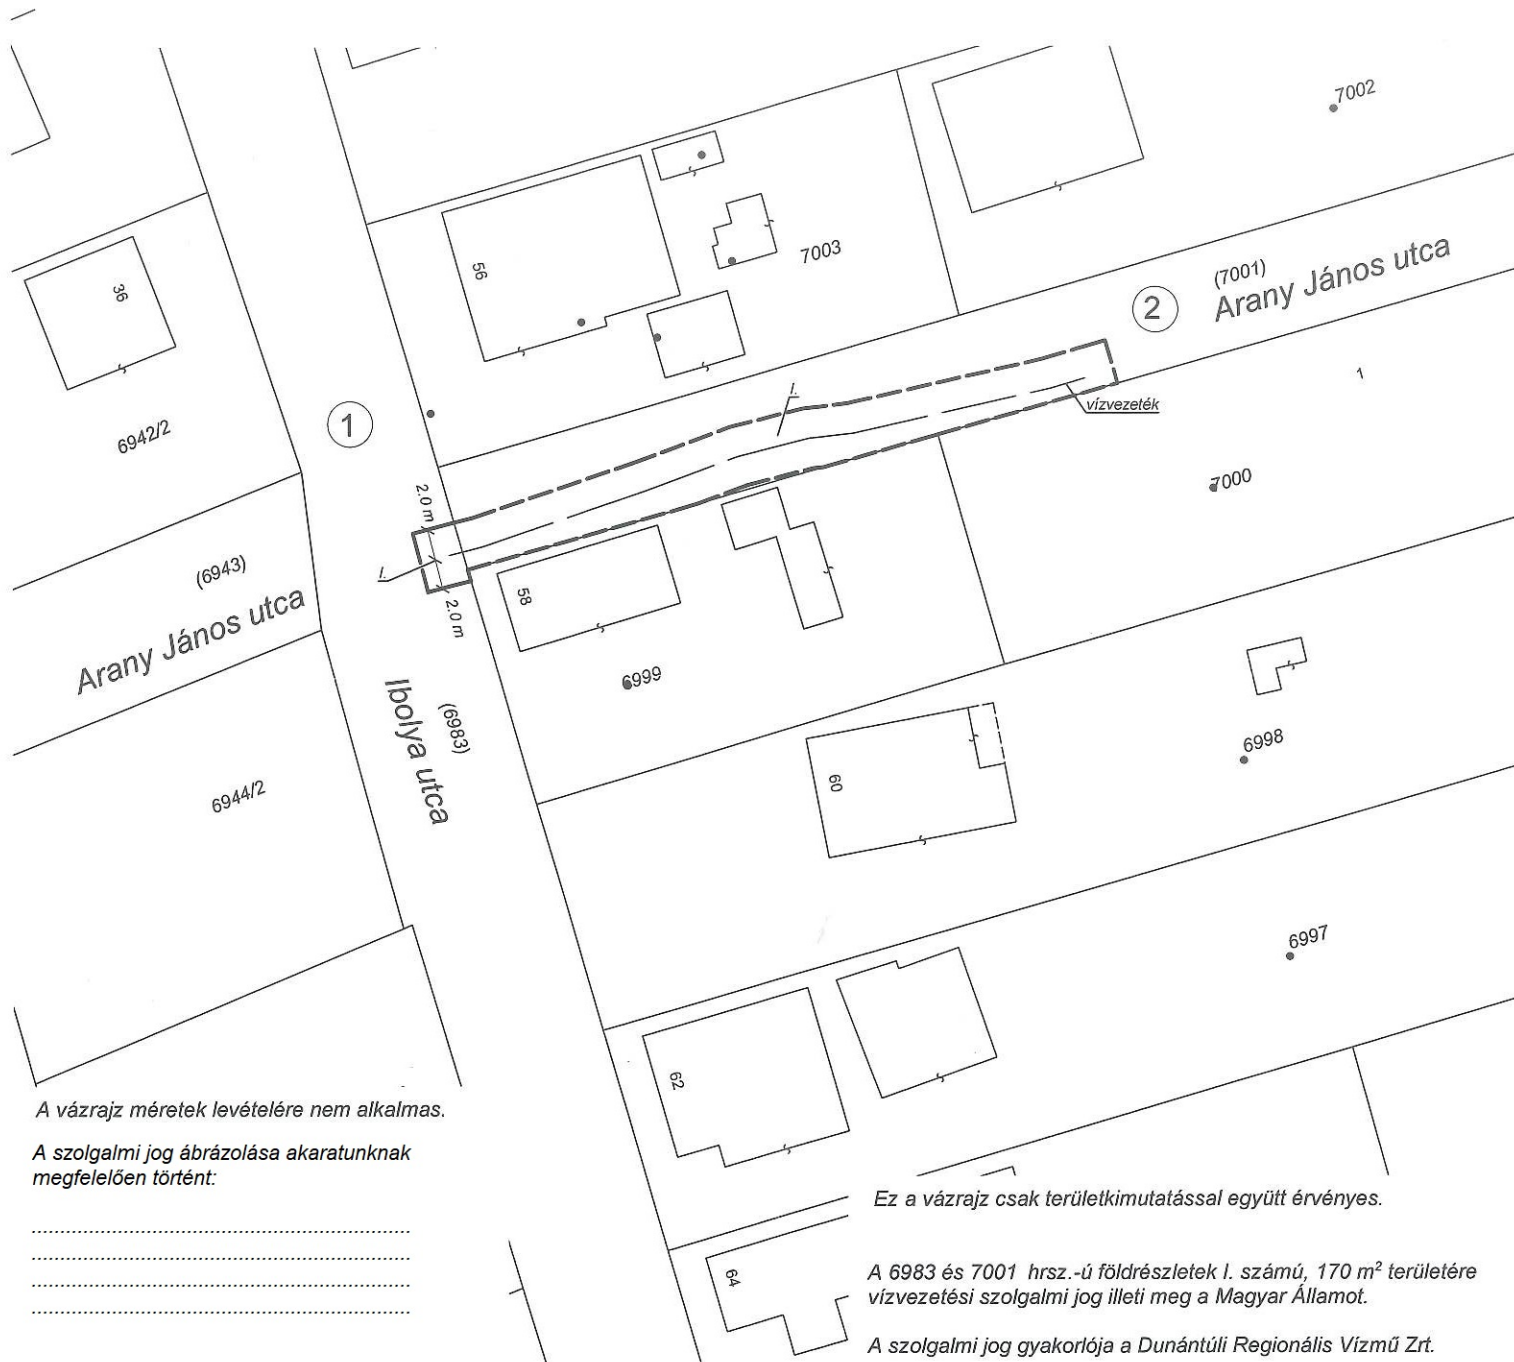 7002
56
7003
36
(7001)
Arany János utca
2
1
I.
vízvezeték
1
6942/2
7000
2.0 m
(6943)
Arany János utca
I.
2.0 m
58
6999
Ibolya utca
(6983)
6998
6944/2
60
6997
62
A vázrajz méretek levételére nem alkalmas.
A szolgalmi jog ábrázolása akaratunknak
megfelelően történt:
................................................................
................................................................
................................................................
................................................................
64
Ez a vázrajz csak területkimutatással együtt érvényes.
A 6983 és 7001 hrsz.-ú földrészletek I. számú, 170 m² területére
vízvezetési szolgalmi jog illeti meg a Magyar Államot.
A szolgalmi jog gyakorlója a Dunántúli Regionális Vízmű Zrt.